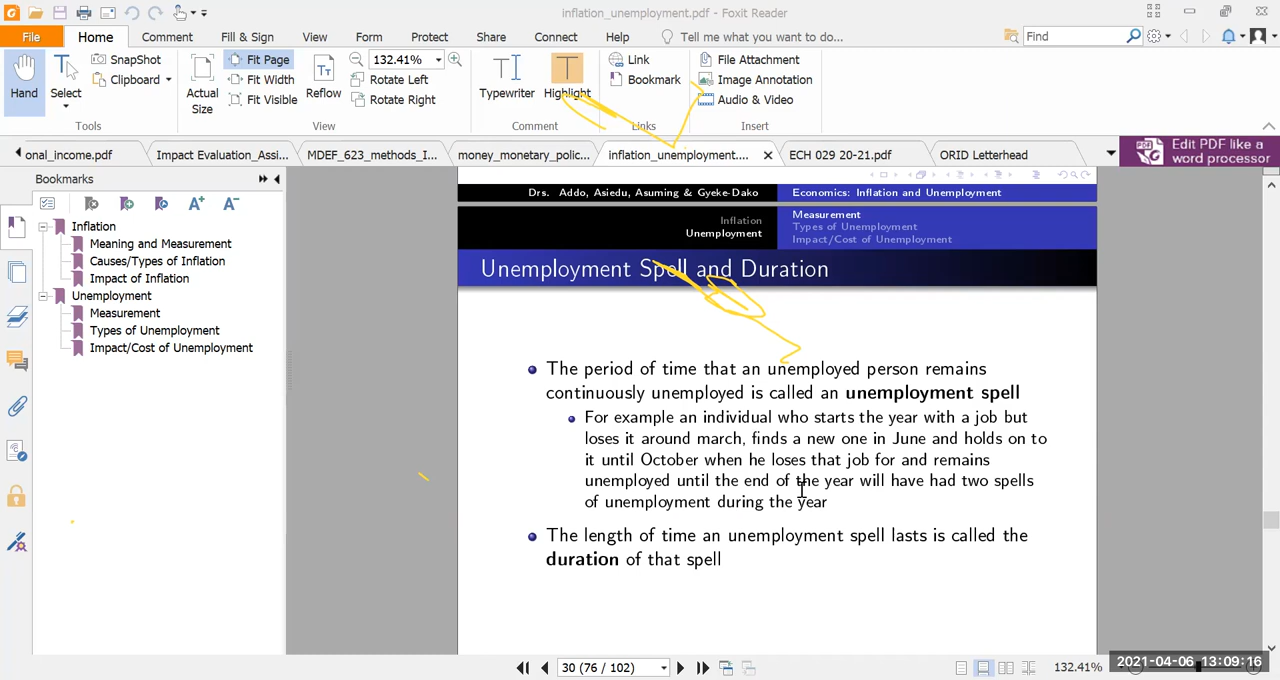 inflation_unemployment.pdf - Foxit Reader
File Home Comment Fill & Sign View Form Protect Share Connect Help Tell me what you want to do... Find
Hand
Select
SnapShot
Clipboard
Actual
Size
Fit Page
Fit Width
Fit Visible
Reflow
132.41%
Rotate Left
Rotate Right
Typewriter
Highlight
Link
Bookmark
File Attachment
Image Annotation
Audio & Video
Tools View Comment Links Insert
onal_income.pdf Impact Evaluation_Assi... MDEF_623_methods_I... money_monetary_polic... inflation_unemployment.... ECH 029 20-21.pdf ORID Letterhead
Edit PDF like a
word processor
Bookmarks
Inflation
Meaning and Measurement
Causes/Types of Inflation
Impact of Inflation
Unemployment
Measurement
Types of Unemployment
Impact/Cost of Unemployment
Drs. Addo, Asiedu, Asuming & Gyeke-Dako Economics: Inflation and Unemployment
Inflation
Unemployment
Measurement
Types of Unemployment
Impact/Cost of Unemployment
Unemployment Spell and Duration
The period of time that an unemployed person remains
continuously unemployed is called an unemployment spell
For example an individual who starts the year with a job but
loses it around march, finds a new one in June and holds on to
it until October when he loses that job for and remains
unemployed until the end of the year will have had two spells
of unemployment during the year
The length of time an unemployment spell lasts is called the
duration of that spell
30 (76 / 102)
132.41%
2021-04-06 13:09:16